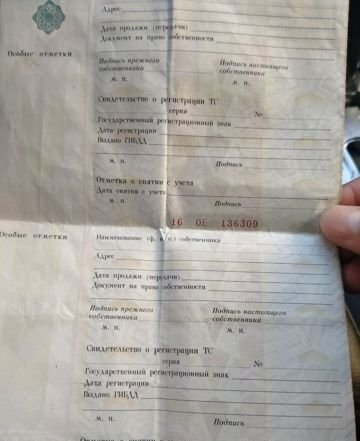 Адрес
Дата продажи (передачи)
Документ на право собственности
Особые отметки
Подпись прежнего собственника
Подпись настоящего собственника
м. п.
м. п.
Свидетельство о регистрации ТС
серия №
Государственный регистрационный знак
Дата регистрации
Выдано ГИБДД
м. п. Подпись
Отметка о снятии с учета
Дата снятия с учета
м. п. Подпись
16 ОЕ 136309
Особые отметки
Наименование (ф. и. о.) собственника
Адрес
Дата продажи (передачи)
Документ на право собственности
Подпись прежнего собственника
Подпись настоящего собственника
м. п.
м. п.
Свидетельство о регистрации ТС
серия №
Государственный регистрационный знак
Дата регистрации
Выдано ГИБДД
м. п. Подпись
Отметка о снятии с учета